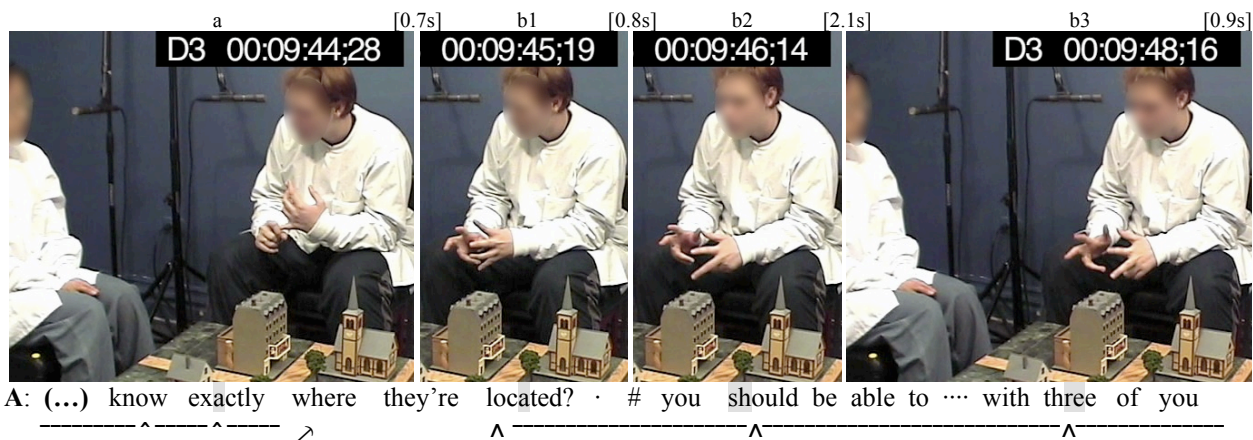 a [0.7s] b1 [0.8s] b2 [2.1s] b3 [0.9s]
D3 00:09:44;28 00:09:45;19 00:09:46;14 D3 00:09:48;16
A: (…) know exactly where they're located? · # you should be able to ···· with three of you